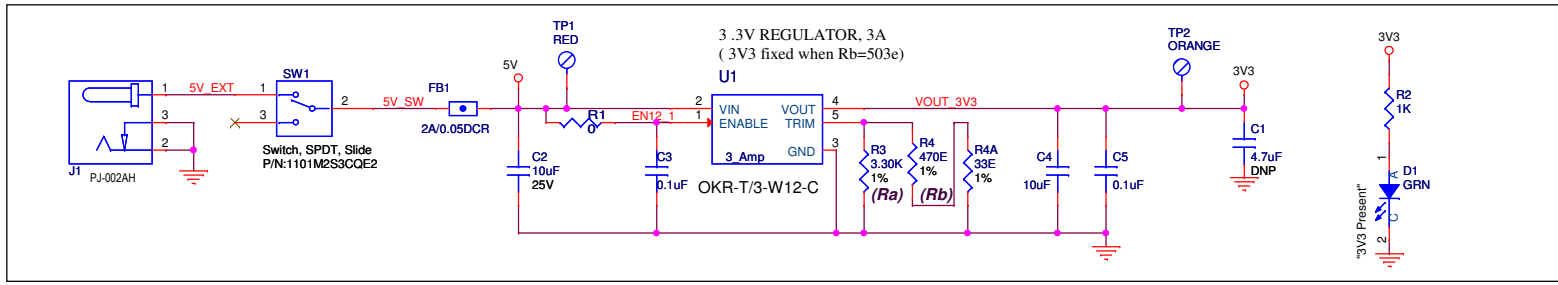 J1
PJ-002AH
1
3
2
5V_EXT
SW1
1
3
2
Switch, SPDT, Slide
P/N:1101M2S3CQE2
5V_SW
FB1
2A/0.05DCR
5V
TP1
RED
C2
10uF
25V
R1
0
EN12_1
C3
0.1uF
3 .3V REGULATOR, 3A
( 3V3 fixed when Rb=503e)
U1
2
1
VIN
ENABLE
VOUT
TRIM
GND
4
5
3
3_Amp
OKR-T/3-W12-C
R3
3.30K
1%
(Ra)
R4
470E
1%
(Rb)
R4A
33E
1%
VOUT_3V3
C4
10uF
C5
0.1uF
TP2
ORANGE
3V3
C1
4.7uF
DNP
3V3
R2
1K
1
A
D1
GRN
C
2
"3V3 Present"